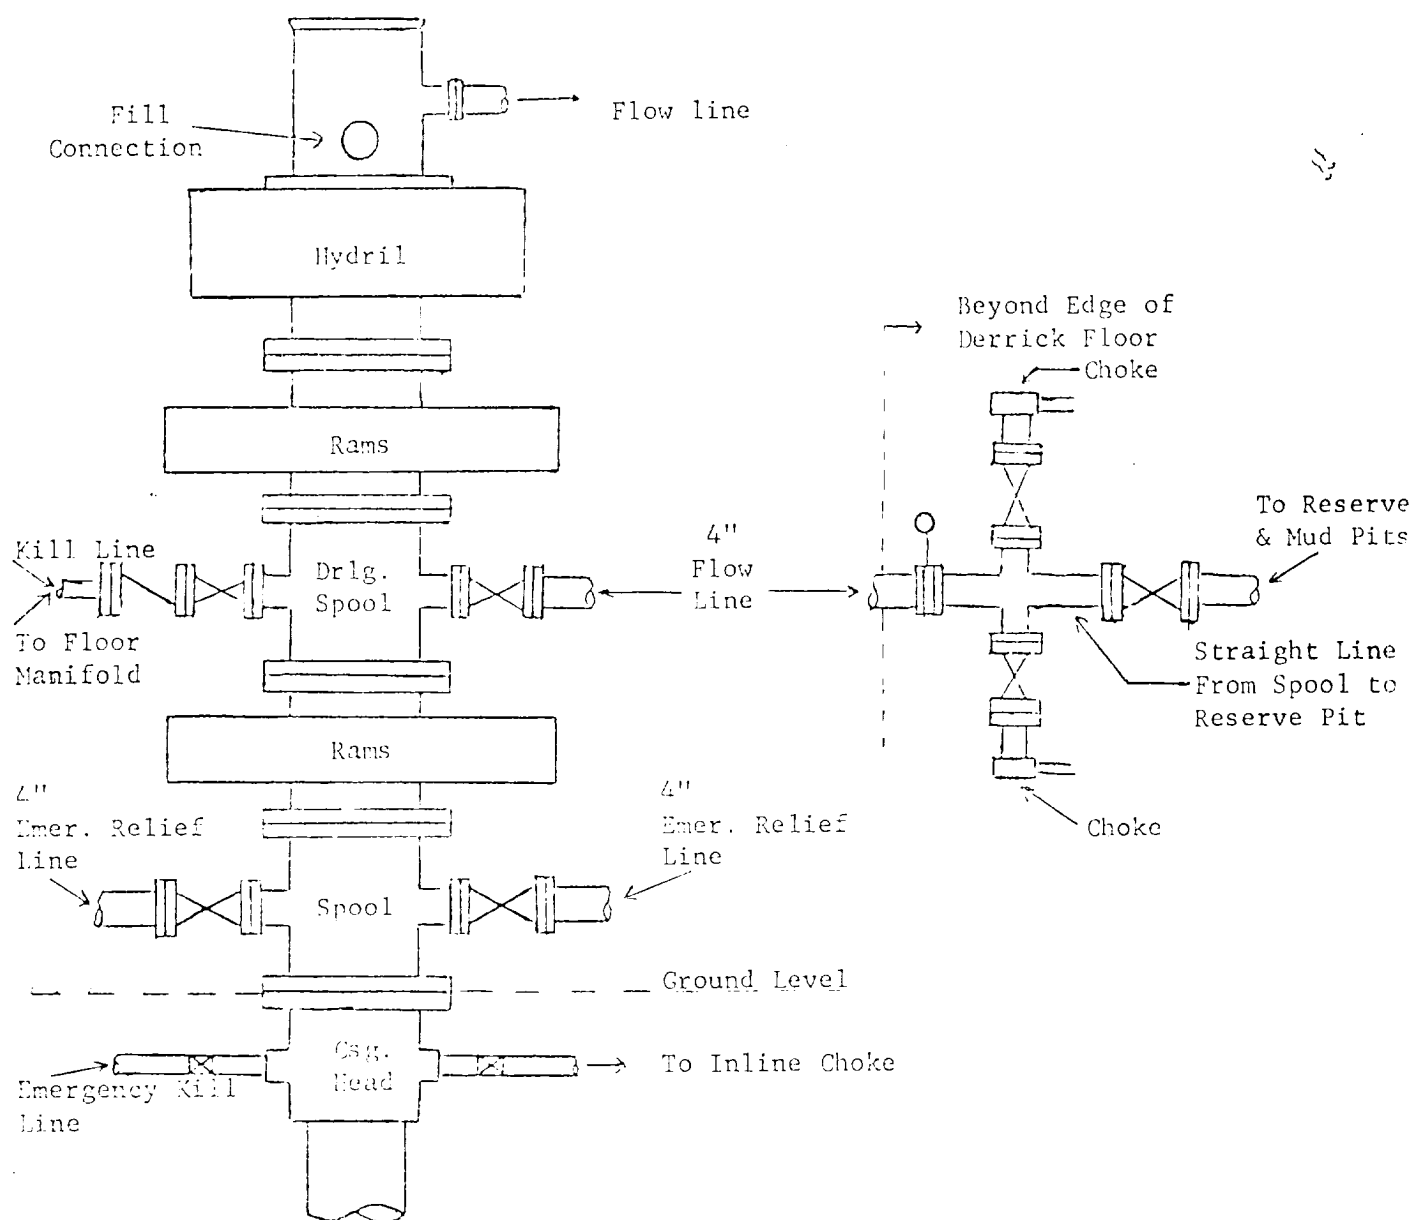 Fill
Connection
Flow line
Hydril
Beyond Edge of
Derrick Floor
Choke
Rams
To Reserve
& Mud Pits
4"
Flow
Line
Kill Line
Drlg.
Spool
To Floor
Manifold
Straight Line
From Spool to
Reserve Pit
Rams
4"
Emer. Relief
Line
4"
Emer. Relief
Line
Choke
Spool
Ground Level
Csg.
Head
To Inline Choke
Emergency Kill
Line